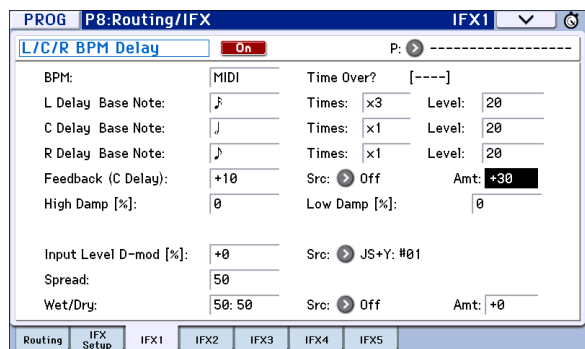 PROG P8:Routing/IFX IFX1
L/C/R BPM Delay On P: ------------------
BPM: MIDI Time Over? [----]
L Delay Base Note: Times: x3 Level: 20
C Delay Base Note: Times: x1 Level: 20
R Delay Base Note: Times: x1 Level: 20
Feedback (C Delay): +10 Src: Off Amt: +30
High Damp [%]: 0 Low Damp [%]: 0
Input Level D-mod [%]: +0 Src: JS+Y: #01
Spread: 50
Wet/Dry: 50: 50 Src: Off Amt: +0
Routing IFX Setup IFX1 IFX2 IFX3 IFX4 IFX5